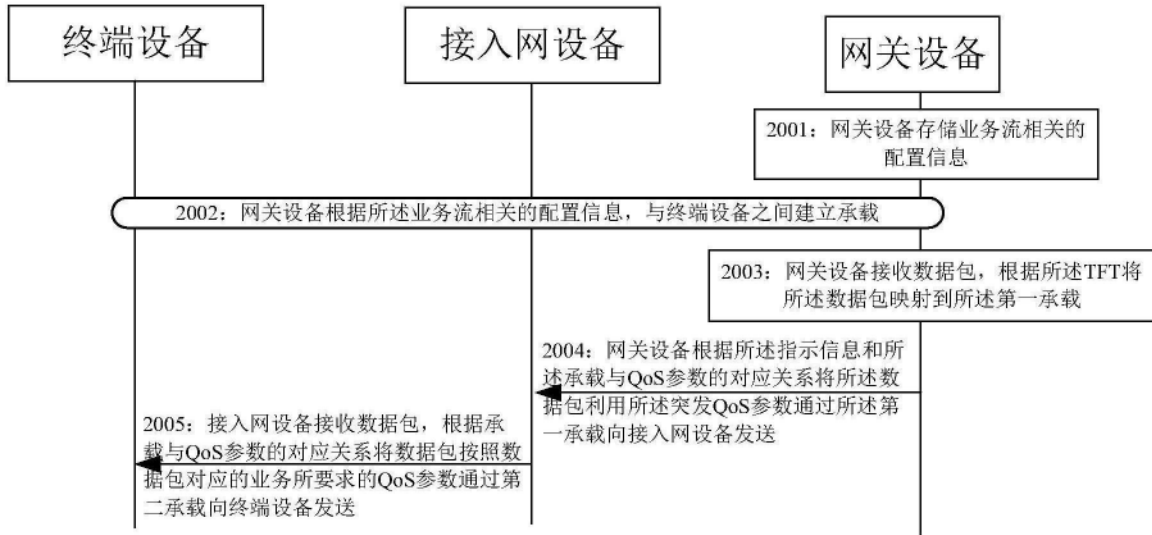 终端设备
接入网设备
网关设备
2001：网关设备存储业务流相关的
配置信息
2002：网关设备根据所述业务流相关的配置信息，与终端设备之间建立承载
2003：网关设备接收数据包，根据所述TFT将
所述数据包映射到所述第一承载
2004：网关设备根据所述指示信息和所
述承载与QoS参数的对应关系将所述数
据包利用所述突发QoS参数通过所述第
一承载向接入网设备发送
2005：接入网设备接收数据包，根据承
载与QoS参数的对应关系将数据包按照
数据包对应的业务所要求的QoS参数通过第
二承载向终端设备发送